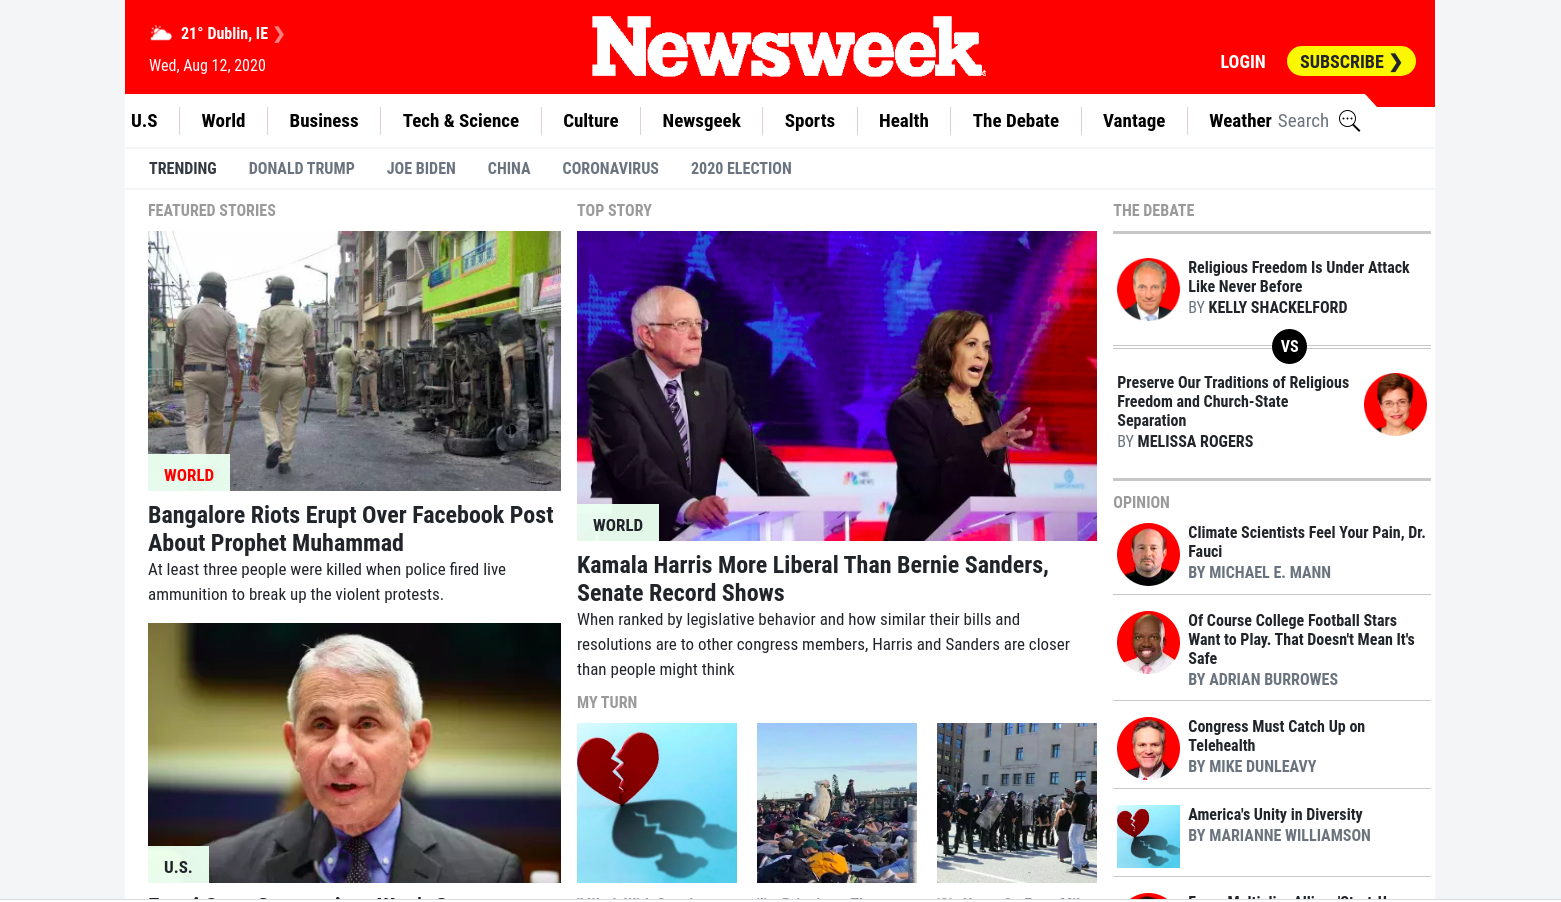 21° Dublin, IE ❯
Wed, Aug 12, 2020
Newsweek
LOGIN
SUBSCRIBE ❯
U.S
World
Business
Tech & Science
Culture
Newsgeek
Sports
Health
The Debate
Vantage
Weather
Search
TRENDING
DONALD TRUMP
JOE BIDEN
CHINA
CORONAVIRUS
2020 ELECTION
FEATURED STORIES
WORLD
Bangalore Riots Erupt Over Facebook Post
About Prophet Muhammad
At least three people were killed when police fired live
ammunition to break up the violent protests.
U.S.
TOP STORY
WORLD
Kamala Harris More Liberal Than Bernie Sanders,
Senate Record Shows
When ranked by legislative behavior and how similar their bills and
resolutions are to other congress members, Harris and Sanders are closer
than people might think
MY TURN
THE DEBATE
Religious Freedom Is Under Attack
Like Never Before
BY KELLY SHACKELFORD
VS
Preserve Our Traditions of Religious
Freedom and Church-State
Separation
BY MELISSA ROGERS
OPINION
Climate Scientists Feel Your Pain, Dr.
Fauci
BY MICHAEL E. MANN
Of Course College Football Stars
Want to Play. That Doesn't Mean It's
Safe
BY ADRIAN BURROWES
Congress Must Catch Up on
Telehealth
BY MIKE DUNLEAVY
America's Unity in Diversity
BY MARIANNE WILLIAMSON